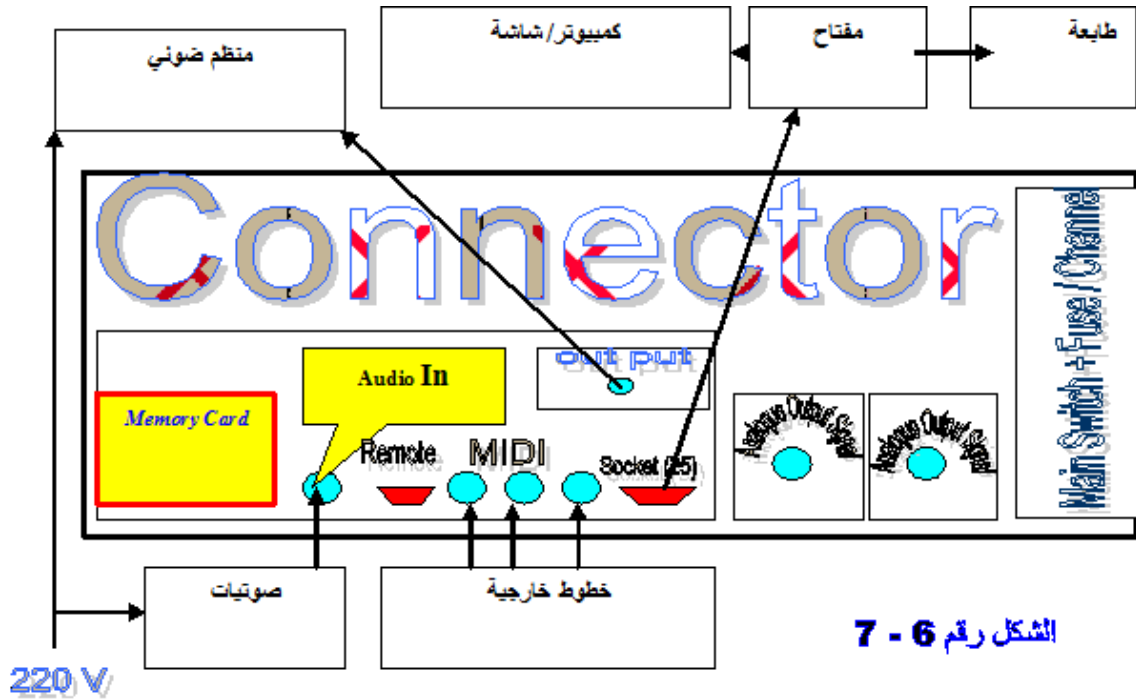 طابعة
مفتاح
كمبيوتر/ شاشة
منظم ضوئي
Connector
Main Switch + Fuse / Channel
out put
Audio In
Memory Card
Remote
MIDI
Socket (25)
Analogue Output Signal
Analogue Output Signal
صوتيات
خطوط خارجية
الشكل رقم 6 - 7
220 V